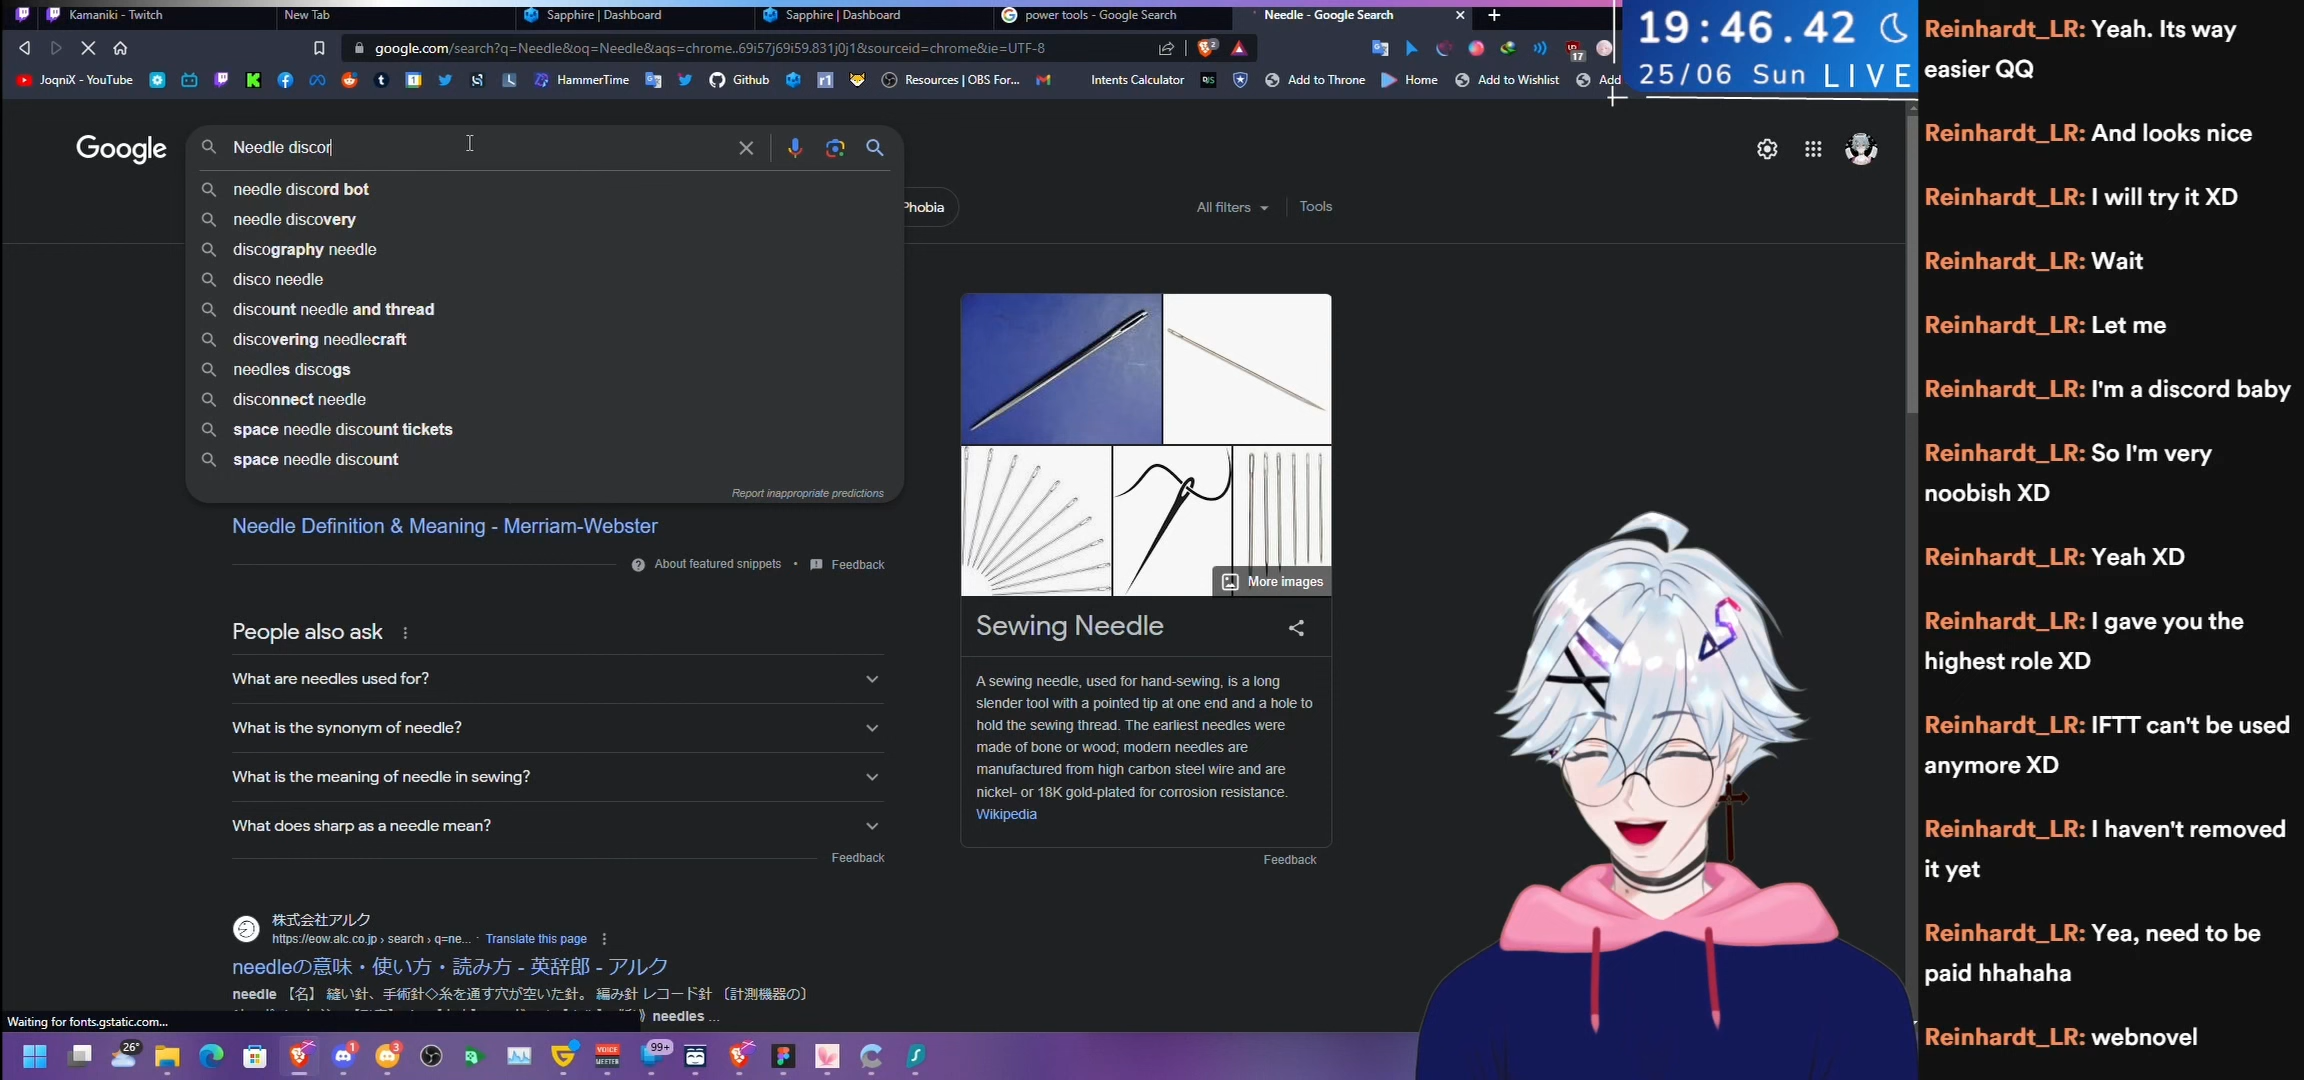 Kamaniki - Twitch
New Tab
Sapphire | Dashboard
Sapphire | Dashboard
power tools - Google Search
Needle - Google Search
google.com/search?q=Needle&oq=Needle&aqs=chrome..69i57j69i59.831j0j1&sourceid=chrome&ie=UTF-8
JoqniX - YouTube
HammerTime
Github
Resources | OBS For...
Intents Calculator
Add to Throne
Home
Add to Wishlist
Add
19:46.42
25/06 Sun LIVE
Google
Needle discor
needle discord bot
needle discovery
discography needle
disco needle
discount needle and thread
discovering needlecraft
needles discogs
disconnect needle
space needle discount tickets
space needle discount
Report inappropriate predictions
Phobia
All filters
Tools
Needle Definition & Meaning - Merriam-Webster
About featured snippets
Feedback
People also ask
What are needles used for?
What is the synonym of needle?
What is the meaning of needle in sewing?
What does sharp as a needle mean?
Feedback
株式会社アルク
https://eow.alc.co.jp › search › q=ne... · Translate this page
needleの意味・使い方・読み方 - 英辞郎 - アルク
needle 【名】 縫い針、手術針◇糸を通す穴が空いた針。 編み針 レコード針 〔計測機器の〕
needles ...
Waiting for fonts.gstatic.com...
More images
Sewing Needle
A sewing needle, used for hand-sewing, is a long
slender tool with a pointed tip at one end and a hole to
hold the sewing thread. The earliest needles were
made of bone or wood; modern needles are
manufactured from high carbon steel wire and are
nickel- or 18K gold-plated for corrosion resistance.
Wikipedia
Feedback
26°
1
3
VOICE
MEETER
99+
Reinhardt_LR: Yeah. Its way
easier QQ
Reinhardt_LR: And looks nice
Reinhardt_LR: I will try it XD
Reinhardt_LR: Wait
Reinhardt_LR: Let me
Reinhardt_LR: I'm a discord baby
Reinhardt_LR: So I'm very
noobish XD
Reinhardt_LR: Yeah XD
Reinhardt_LR: I gave you the
highest role XD
Reinhardt_LR: IFTT can't be used
anymore XD
Reinhardt_LR: I haven't removed
it yet
Reinhardt_LR: Yea, need to be
paid hhahaha
Reinhardt_LR: webnovel